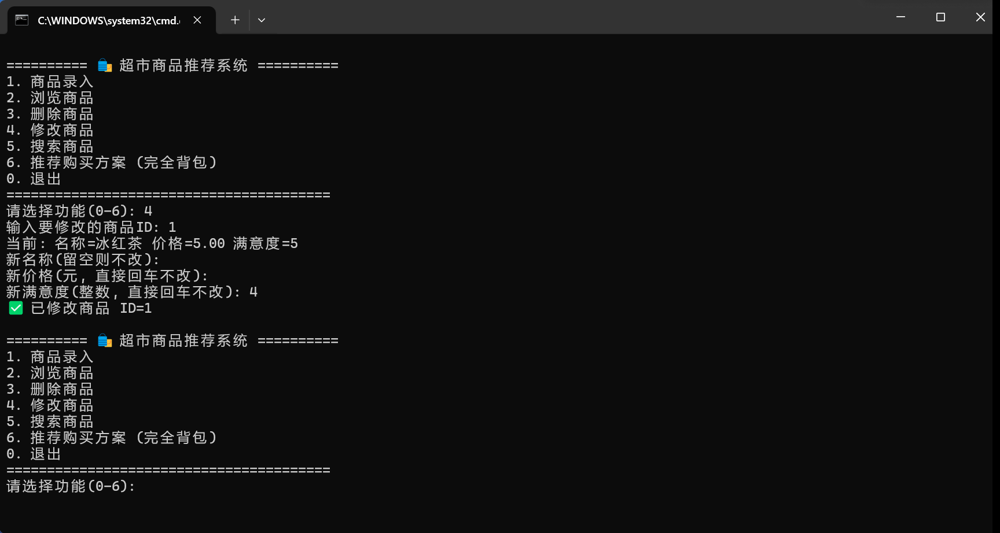 C:\WINDOWS\system32\cmd.
========== 🛍️ 超市商品推荐系统 ==========
1. 商品录入
2. 浏览商品
3. 删除商品
4. 修改商品
5. 搜索商品
6. 推荐购买方案 (完全背包)
0. 退出
========================================
请选择功能(0-6): 4
输入要修改的商品ID: 1
当前: 名称=冰红茶 价格=5.00 满意度=5
新名称(留空则不改):
新价格(元, 直接回车不改):
新满意度(整数, 直接回车不改): 4
✅ 已修改商品 ID=1
========== 🛍️ 超市商品推荐系统 ==========
1. 商品录入
2. 浏览商品
3. 删除商品
4. 修改商品
5. 搜索商品
6. 推荐购买方案 (完全背包)
0. 退出
========================================
请选择功能(0-6):